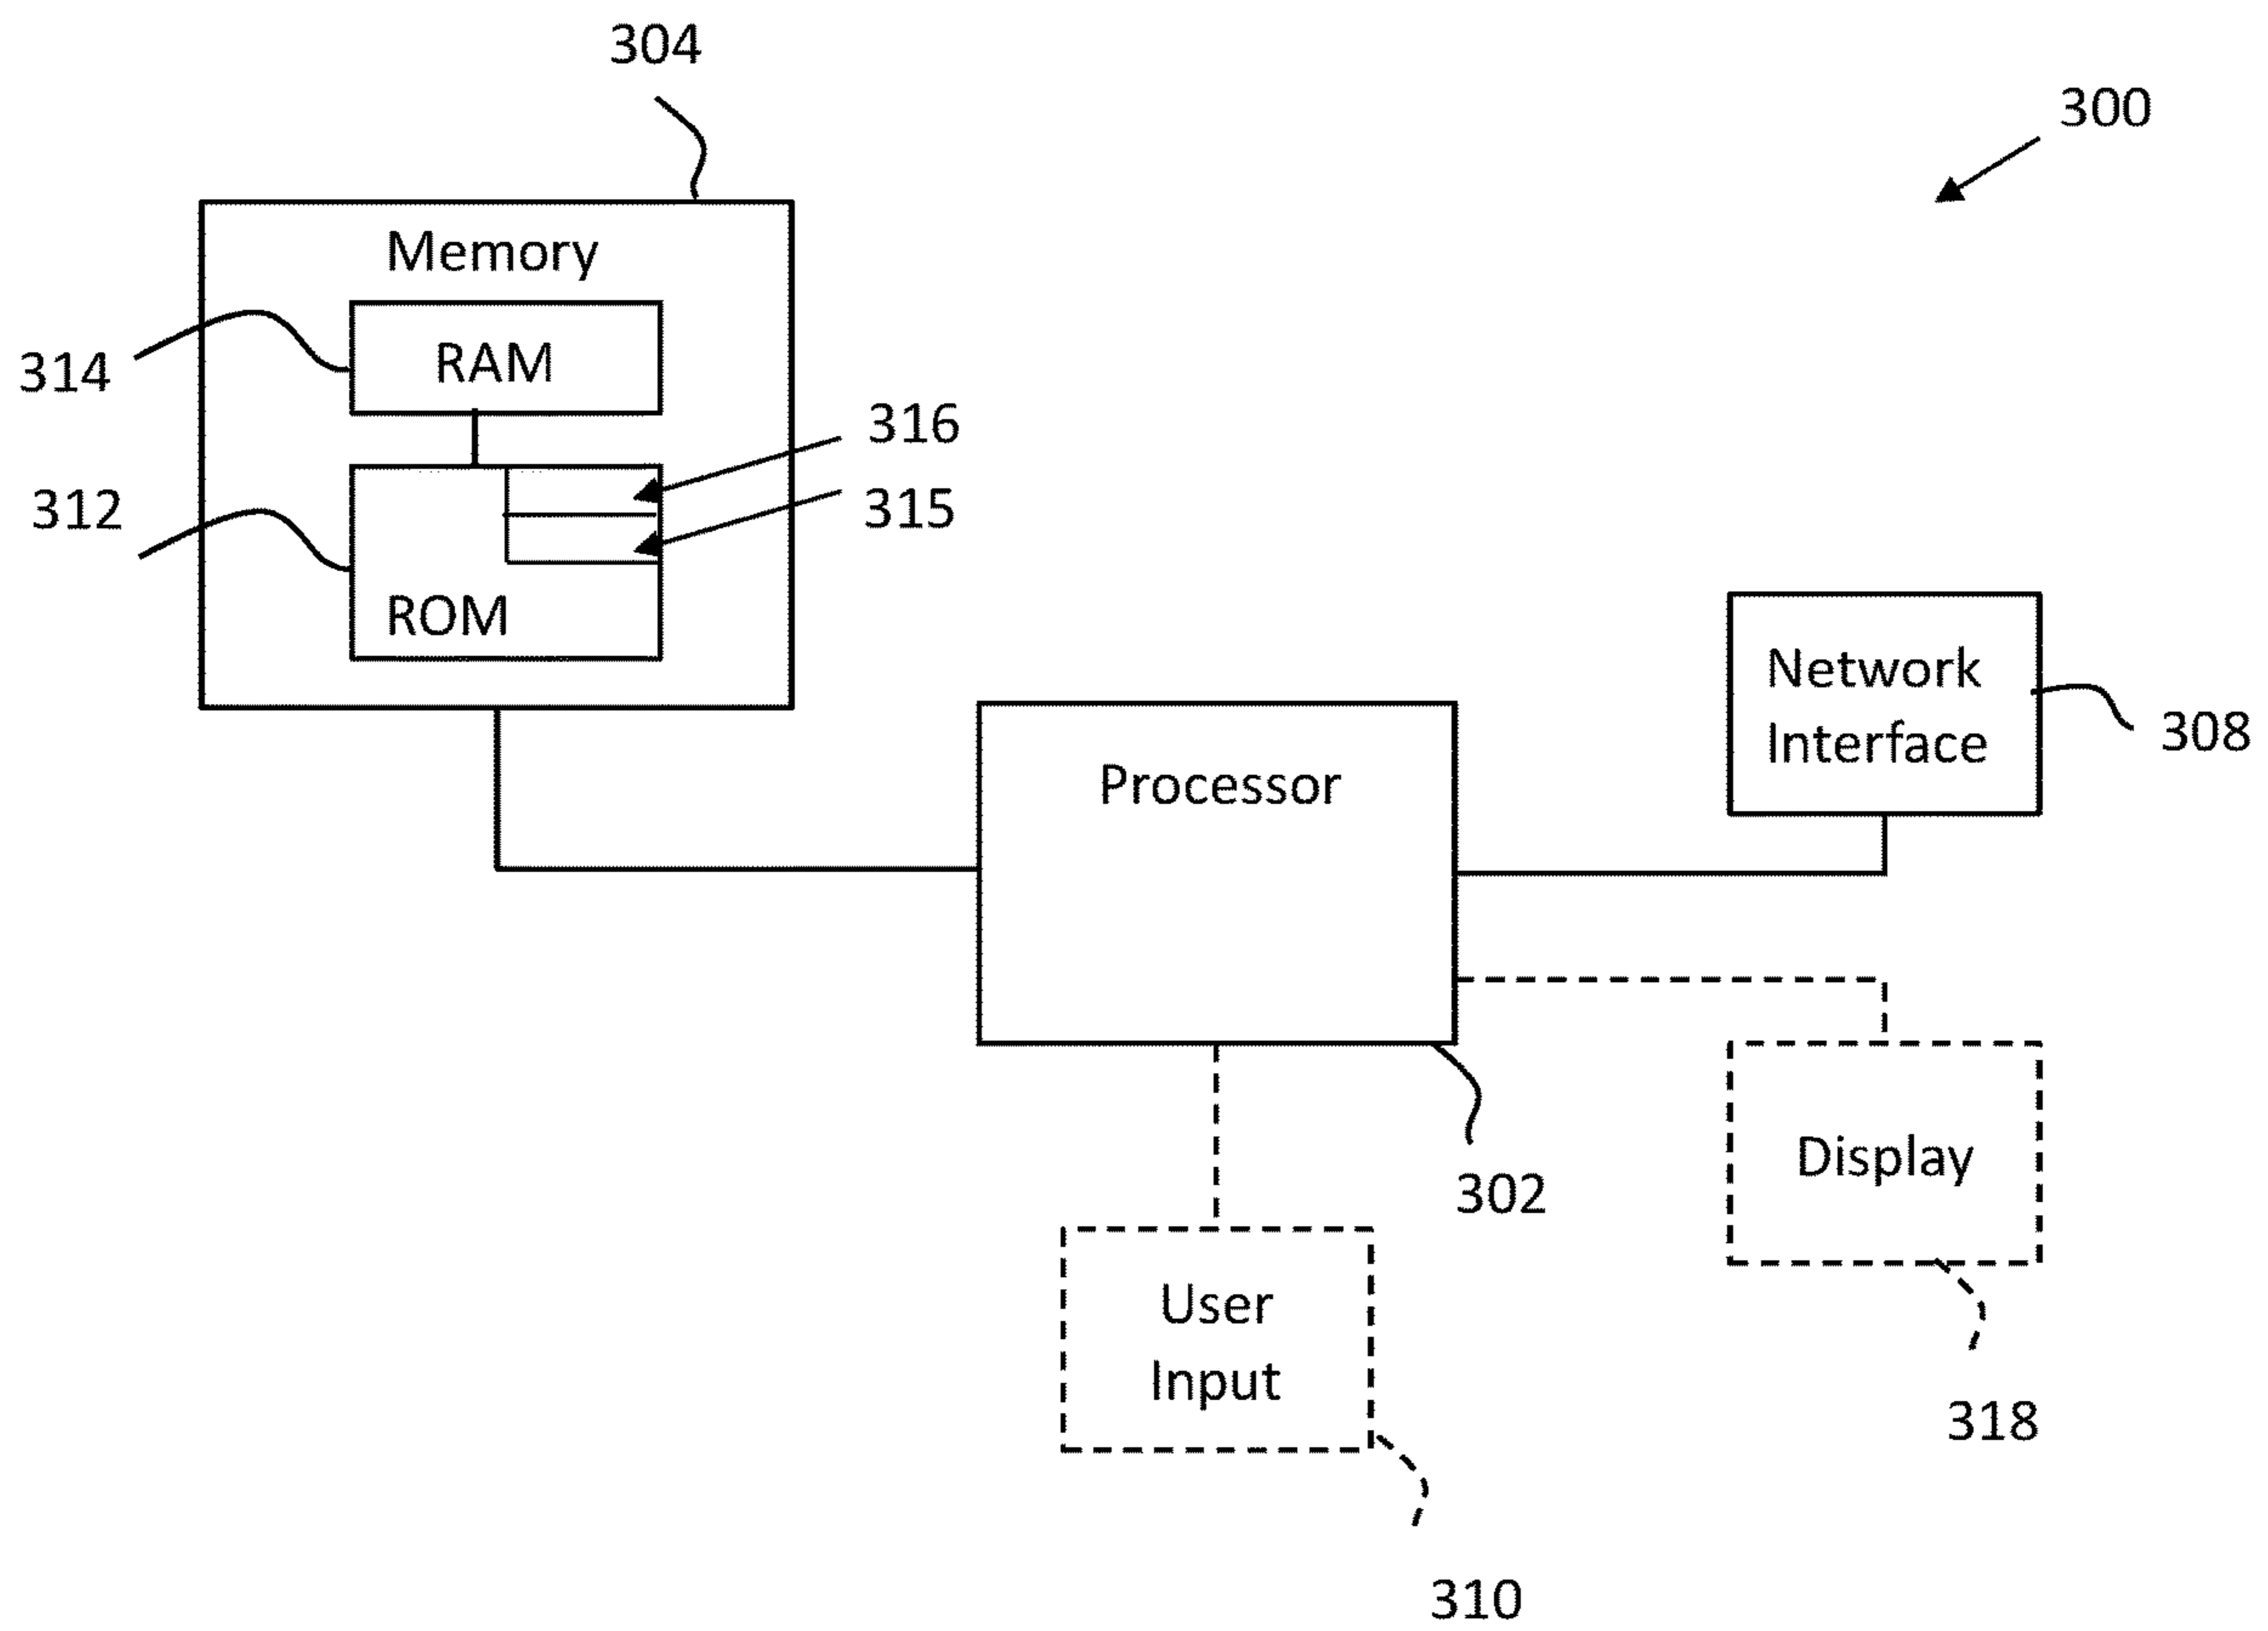 304
300
Memory
RAM
314
316
315
312
ROM
Network
Interface
308
Processor
302
Display
User
Input
318
310